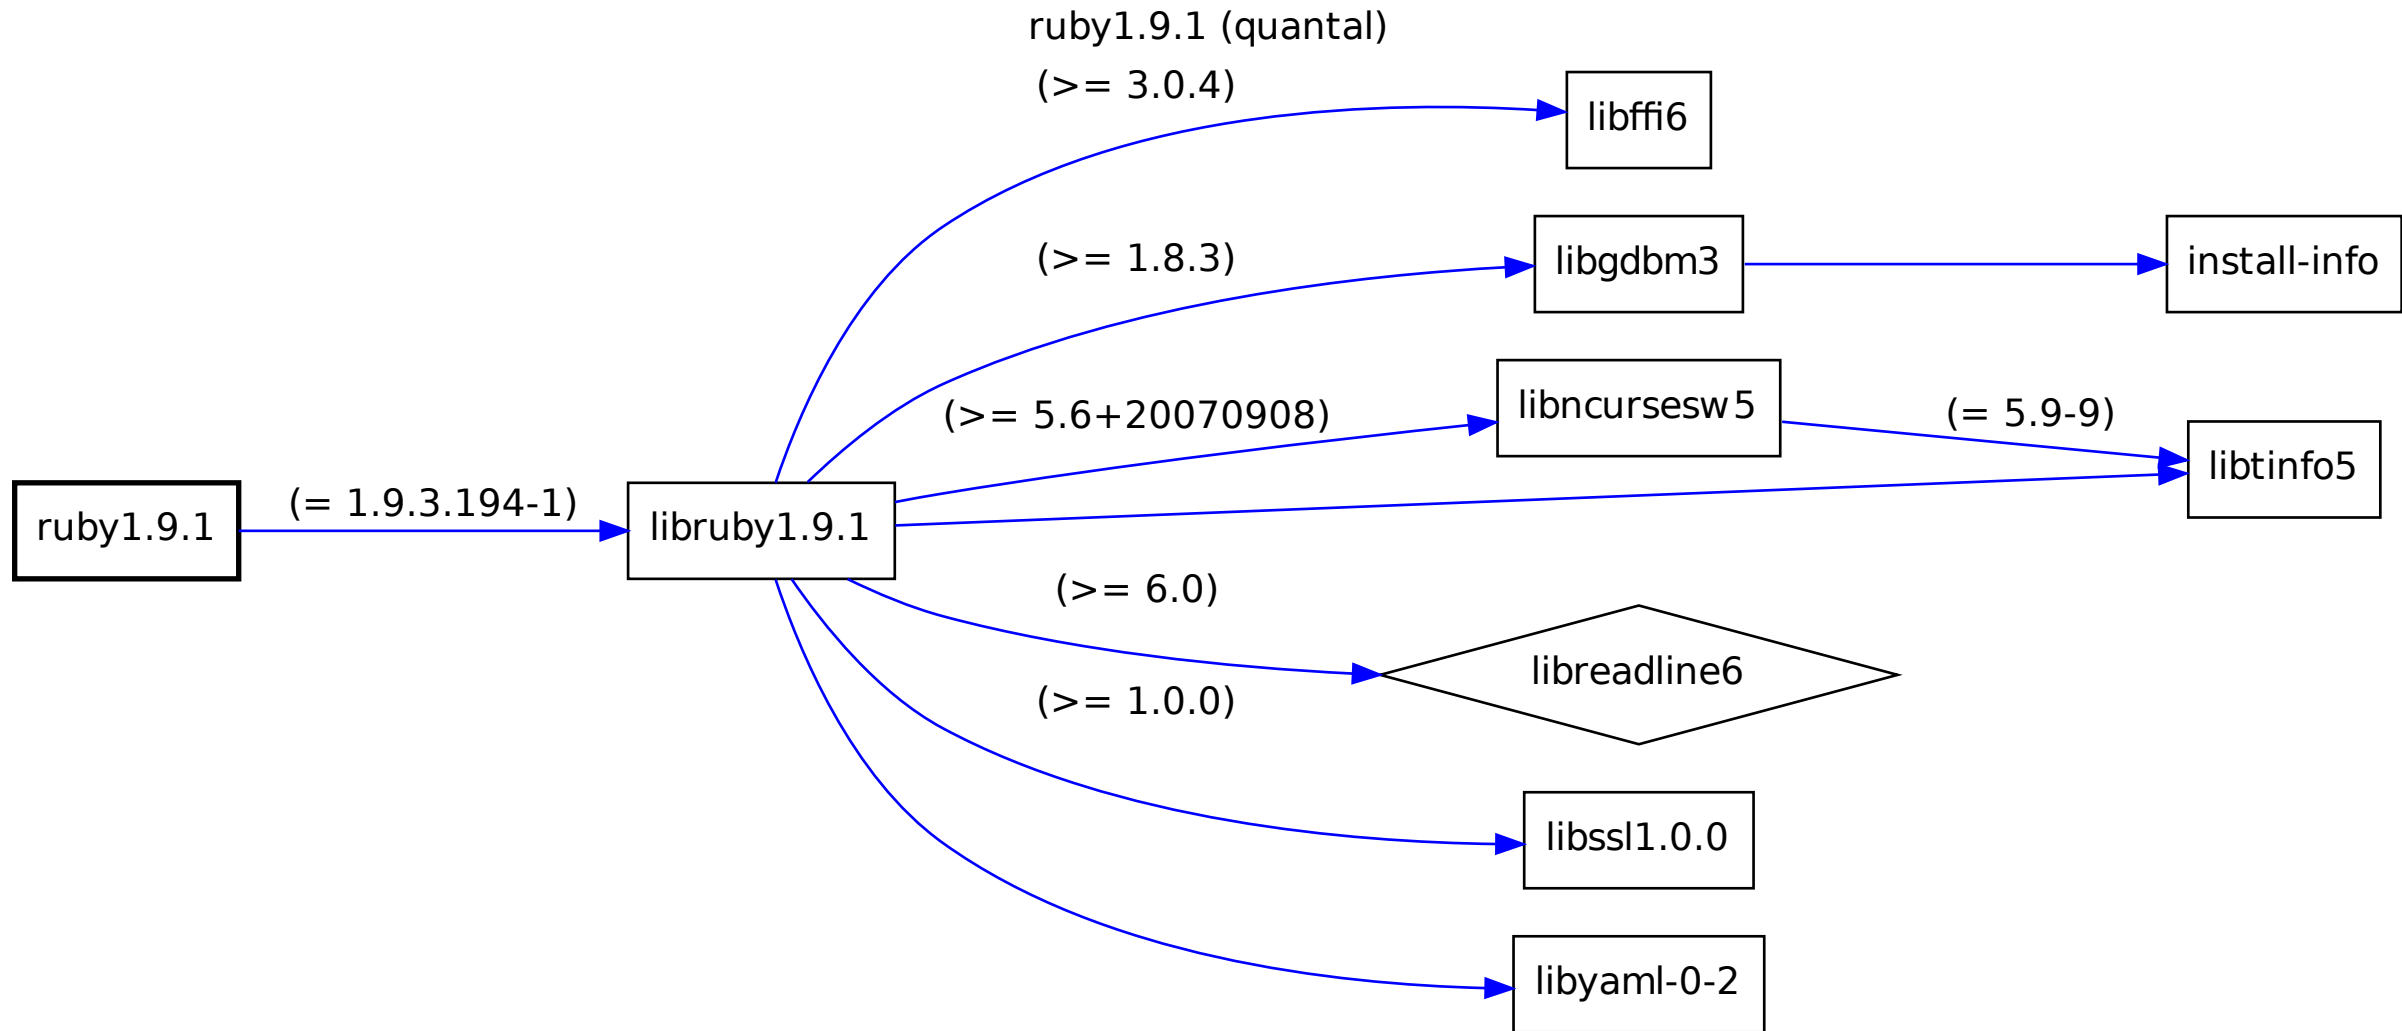 ruby1.9.1 (quantal)
(>= 3.0.4)
libffi6
(>= 1.8.3)
libgdbm3
install-info
(>= 5.6+20070908)
libncursesw5
(= 5.9-9)
libtinfo5
ruby1.9.1
(= 1.9.3.194-1)
libruby1.9.1
(>= 6.0)
libreadline6
(>= 1.0.0)
libssl1.0.0
libyaml-0-2